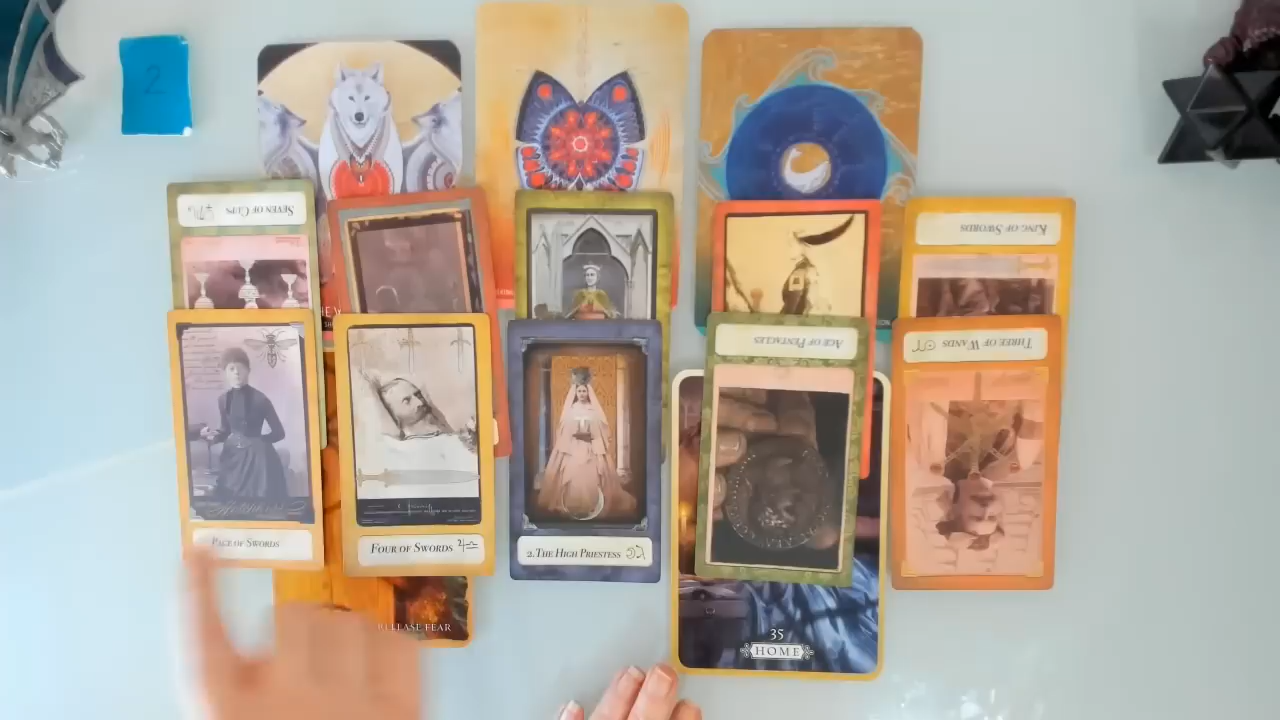 2
SEVEN OF CUPS
KING OF SWORDS
ACE OF PENTACLES
THREE OF WANDS
PAGE OF SWORDS
FOUR OF SWORDS
2. THE HIGH PRIESTESS
RELEASE FEAR
35
HOME